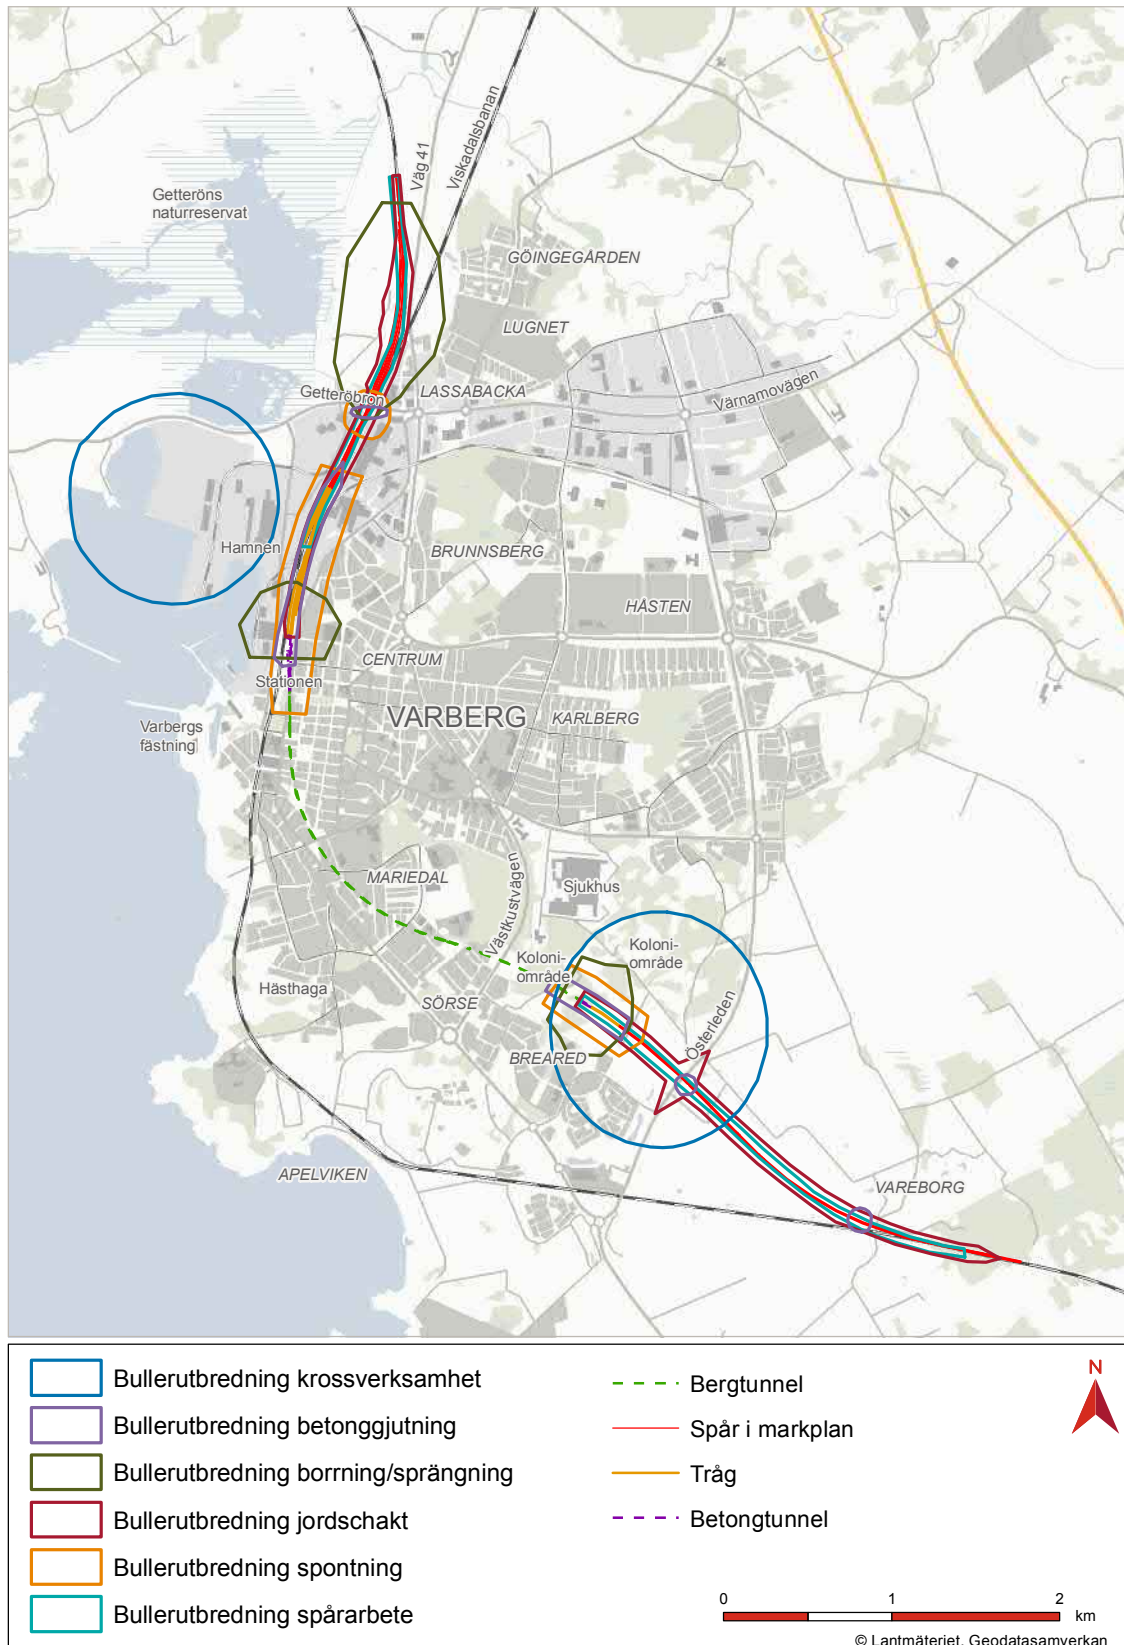 Väg 41
Viskadalsbanan
Getteröns
naturreservat
GÖINGEGÅRDEN
LUGNET
Getteröbron
LASSABACKA
Värnamovägen
Hamnen
BRUNNSBERG
HÅSTEN
CENTRUM
Stationen
VARBERG
KARLBERG
Varbergs
fästning
MARIEDAL
Västkustvägen
Sjukhus
Koloni-
område
Koloni-
område
Hästhaga
SÖRSE
Österleden
BREARED
APELVIKEN
VAREBORG
Bullerutbredning krossverksamhet
Bullerutbredning betonggjutning
Bullerutbredning borrning/sprängning
Bullerutbredning jordschakt
Bullerutbredning spontning
Bullerutbredning spårarbete
Bergtunnel
Spår i markplan
Tråg
Betongtunnel
N
0 1 2
km
© Lantmäteriet, Geodatasamverkan